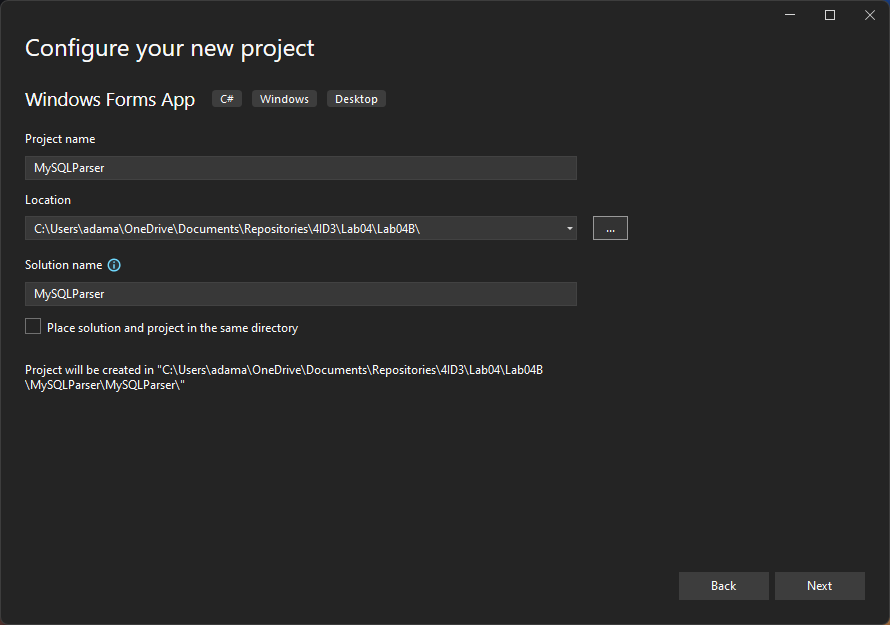 Configure your new project
Windows Forms App C# Windows Desktop
Project name
MySQLParser
Location
C:\Users\adama\OneDrive\Documents\Repositories\4ID3\Lab04\Lab04B\
...
Solution name
MySQLParser
Place solution and project in the same directory
Project will be created in "C:\Users\adama\OneDrive\Documents\Repositories\4ID3\Lab04\Lab04B
\MySQLParser\MySQLParser\"
Back Next